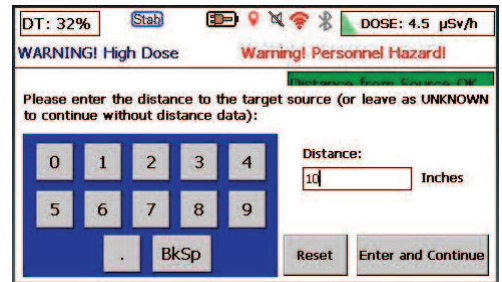 DT: 32% Stab DOSE: 4.5 µSv/h
WARNING! High Dose Warning! Personnel Hazard!
Distance from Source OK
Please enter the distance to the target source (or leave as UNKNOWN
to continue without distance data):
0 1 2 3 4
Distance:
10 Inches
5 6 7 8 9
. BkSp Reset Enter and Continue